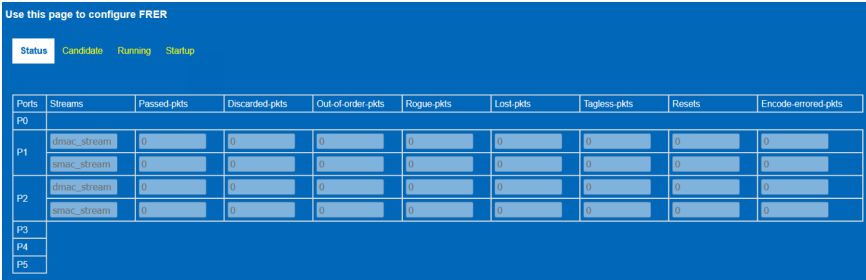 Use this page to configure FRER
Status Candidate Running Startup
Ports Streams Passed-pkts Discarded-pkts Out-of-order-pkts Rogue-pkts Lost-pkts Tagless-pkts Resets Encode-errored-pkts
P0
P1 dmac_stream 0 0 0 0 0 0 0 0
smac_stream 0 0 0 0 0 0 0 0
P2 dmac_stream 0 0 0 0 0 0 0 0
smac_stream 0 0 0 0 0 0 0 0
P3
P4
P5